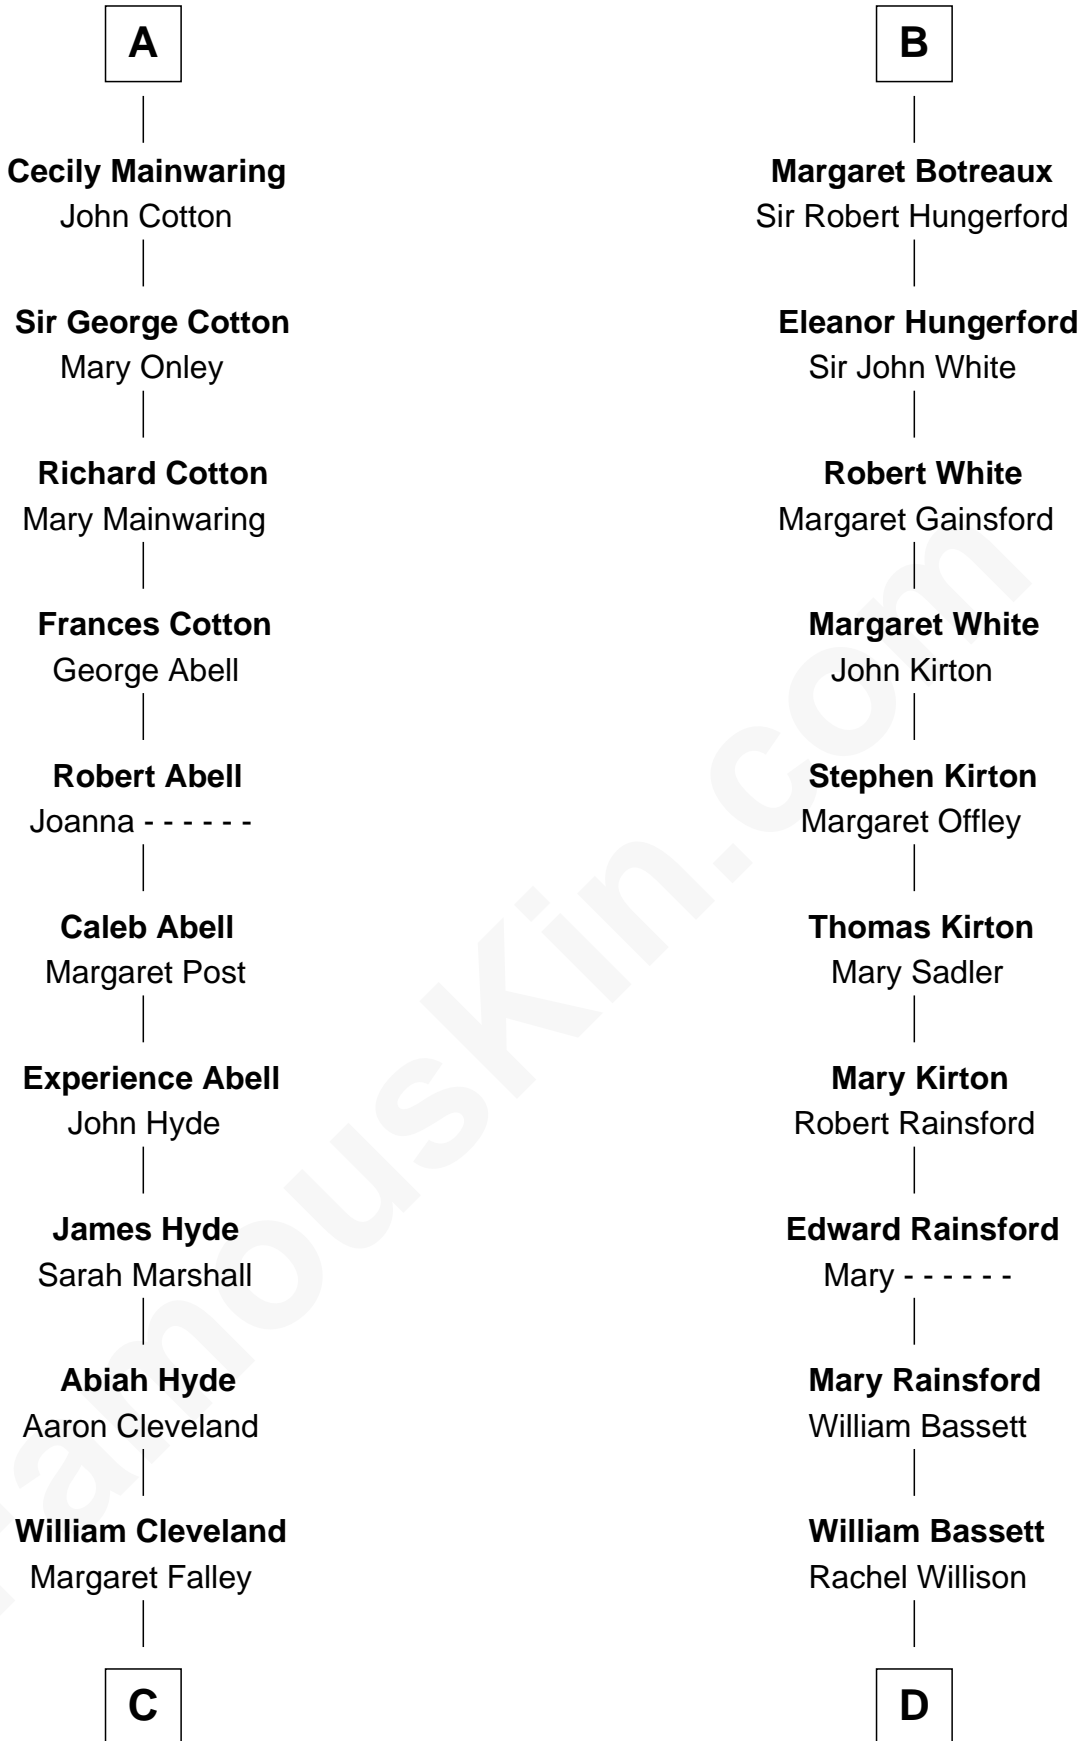 A
Cecily Mainwaring
John Cotton
Sir George Cotton
Mary Onley
Richard Cotton
Mary Mainwaring
Frances Cotton
George Abell
Robert Abell
Joanna - - - - - -
Caleb Abell
Margaret Post
Experience Abell
John Hyde
James Hyde
Sarah Marshall
Abiah Hyde
Aaron Cleveland
William Cleveland
Margaret Falley
C
B
Margaret Botreaux
Sir Robert Hungerford
Eleanor Hungerford
Sir John White
Robert White
Margaret Gainsford
Margaret White
John Kirton
Stephen Kirton
Margaret Offley
Thomas Kirton
Mary Sadler
Mary Kirton
Robert Rainsford
Edward Rainsford
Mary - - - - - -
Mary Rainsford
William Bassett
William Bassett
Rachel Willison
D
FamousKin.com